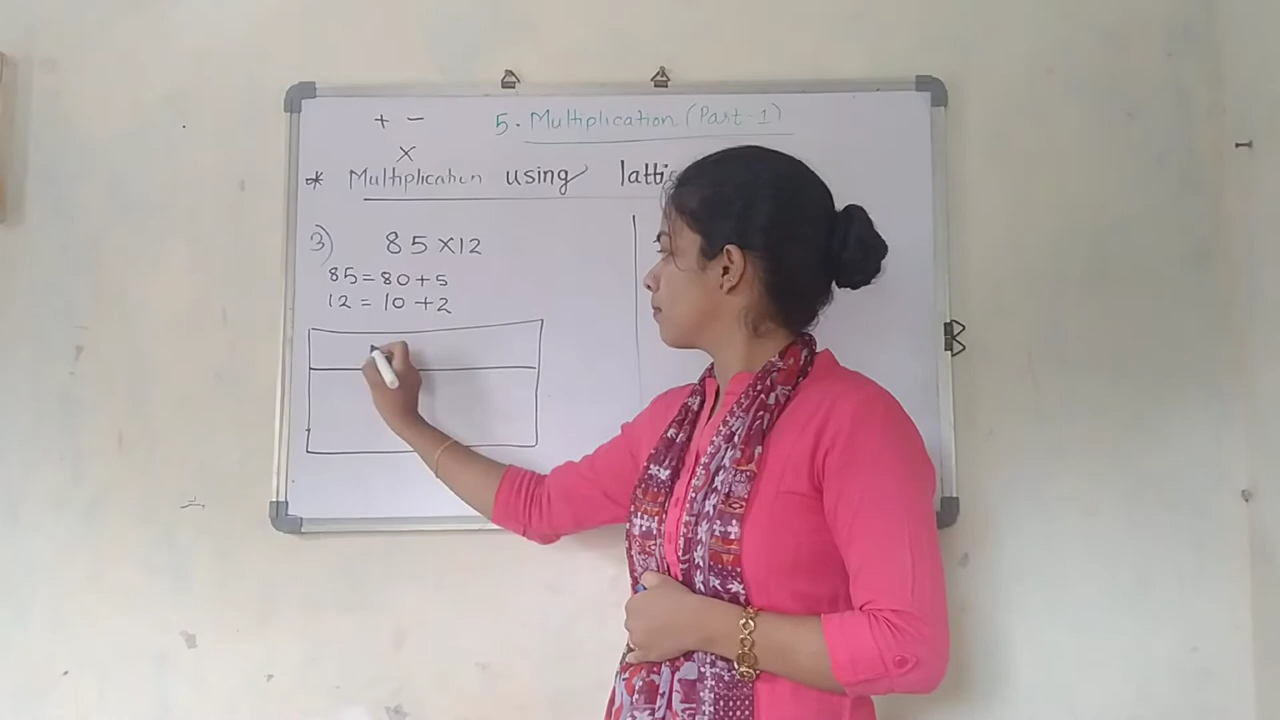 + -
5. Multiplication (Part-1)
×
* Multiplication using
3) 85×12
85=80+5
12=10+2